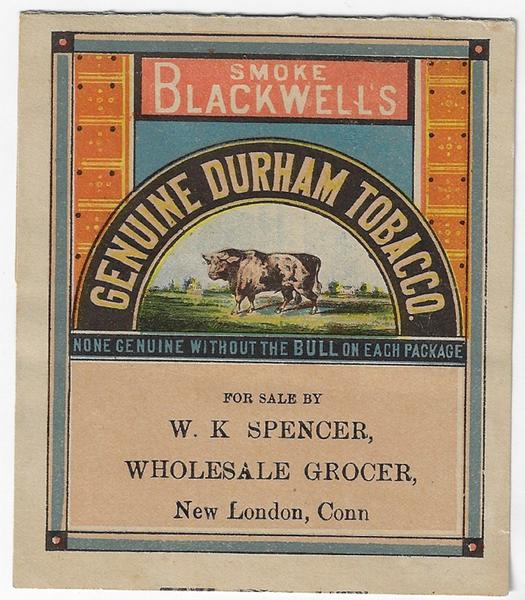 SMOKE
BLACKWELL'S
GENUINE DURHAM TOBACCO.
NONE GENUINE WITHOUT THE BULL ON EACH PACKAGE
FOR SALE BY
W. K SPENCER,
WHOLESALE GROCER,
New London, Conn